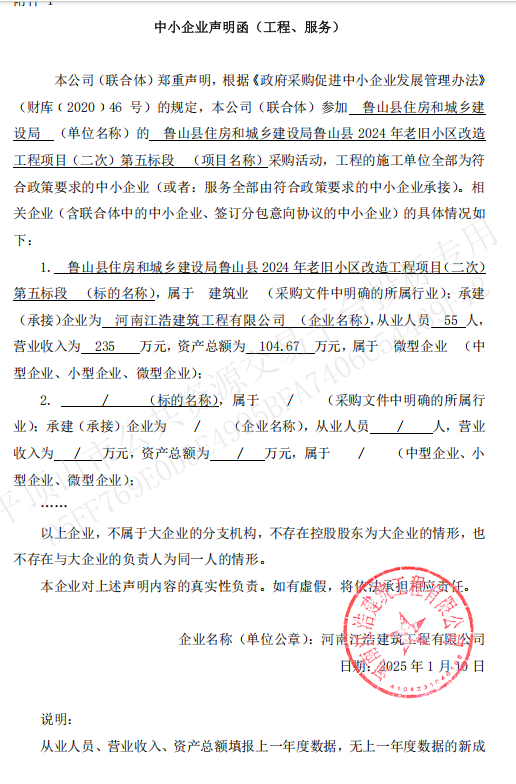 中小企业声明函（工程、服务）
本公司（联合体）郑重声明，根据《政府采购促进中小企业发展管理办法》
（财库﹝2020﹞46 号）的规定，本公司（联合体）参加 鲁山县住房和城乡建
设局 （单位名称）的 鲁山县住房和城乡建设局鲁山县 2024 年老旧小区改造
工程项目（二次）第五标段 （项目名称）采购活动，工程的施工单位全部为符
合政策要求的中小企业（或者：服务全部由符合政策要求的中小企业承接）。相
关企业（含联合体中的中小企业、签订分包意向协议的中小企业）的具体情况如
下：
1. 鲁山县住房和城乡建设局鲁山县 2024 年老旧小区改造工程项目（二次）
第五标段 （标的名称），属于 建筑业 （采购文件中明确的所属行业）；承建
（承接）企业为 河南江浩建筑工程有限公司 （企业名称），从业人员 55 人，
营业收入为 235 万元，资产总额为 104.67 万元，属于 微型企业 （中
型企业、小型企业、微型企业）；
2. / （标的名称），属于 / （采购文件中明确的所属行
业）；承建（承接）企业为 / （企业名称），从业人员 / 人，营业
收入为 / 万元，资产总额为 / 万元，属于 / （中型企业、小
型企业、微型企业）；
……
以上企业，不属于大企业的分支机构，不存在控股股东为大企业的情形，也
不存在与大企业的负责人为同一人的情形。
本企业对上述声明内容的真实性负责。如有虚假，将依法承担相应责任。
企业名称（单位公章）：河南江浩建筑工程有限公司
日期：2025 年 1 月 10 日
河南江浩建筑工程有限公司
说明：
从业人员、营业收入、资产总额填报上一年度数据，无上一年度数据的新成